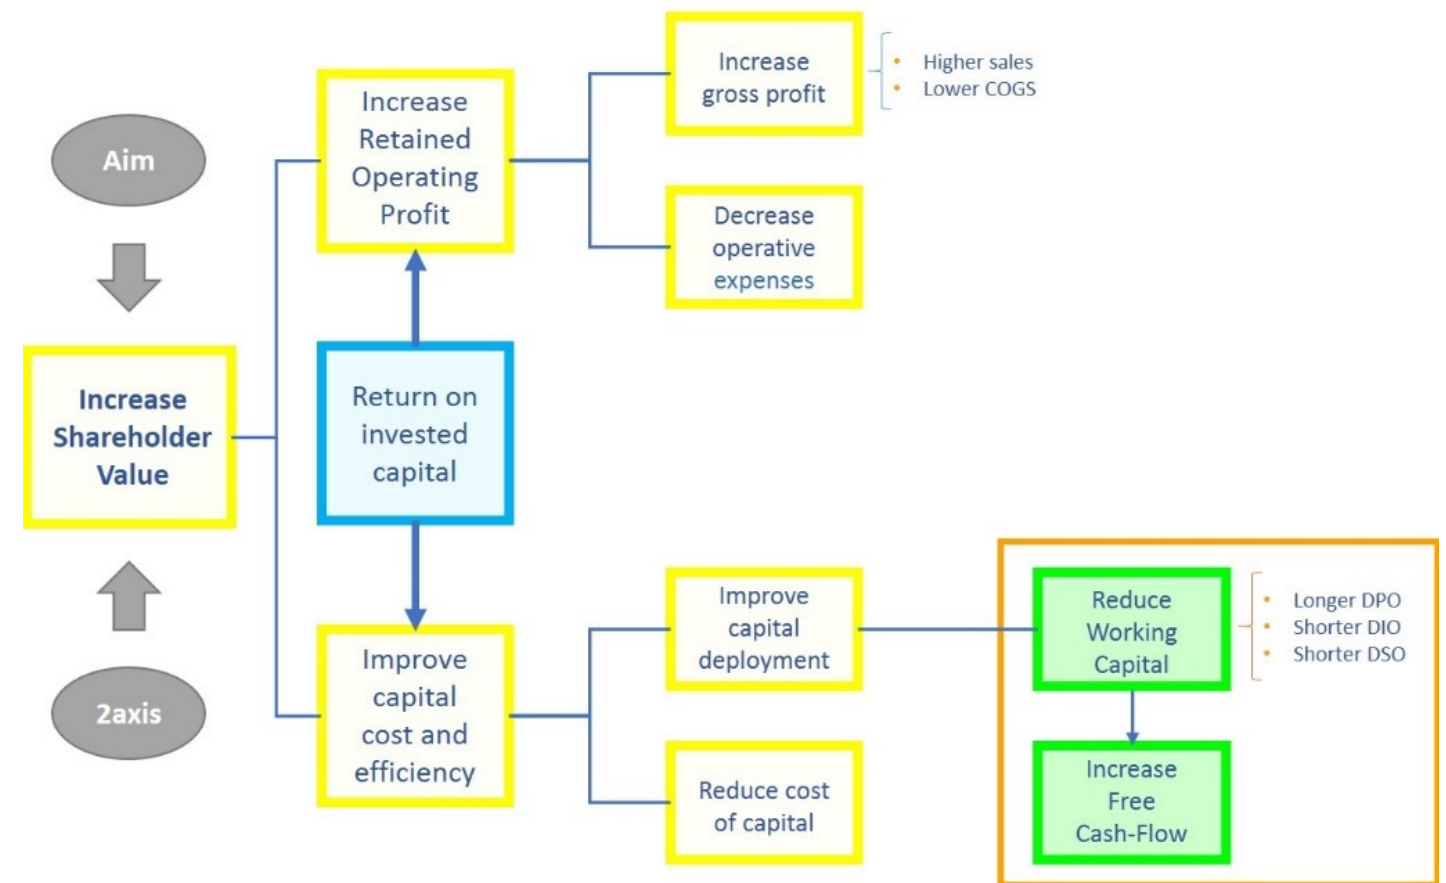 Aim
Increase
Shareholder
Value
2axis
Increase
Retained
Operating
Profit
Return on
invested
capital
Improve
capital
cost and
efficiency
Increase
gross profit
• Higher sales
• Lower COGS
Decrease
operative
expenses
Improve
capital
deployment
Reduce cost
of capital
Reduce
Working
Capital
• Longer DPO
• Shorter DIO
• Shorter DSO
Increase
Free
Cash-Flow